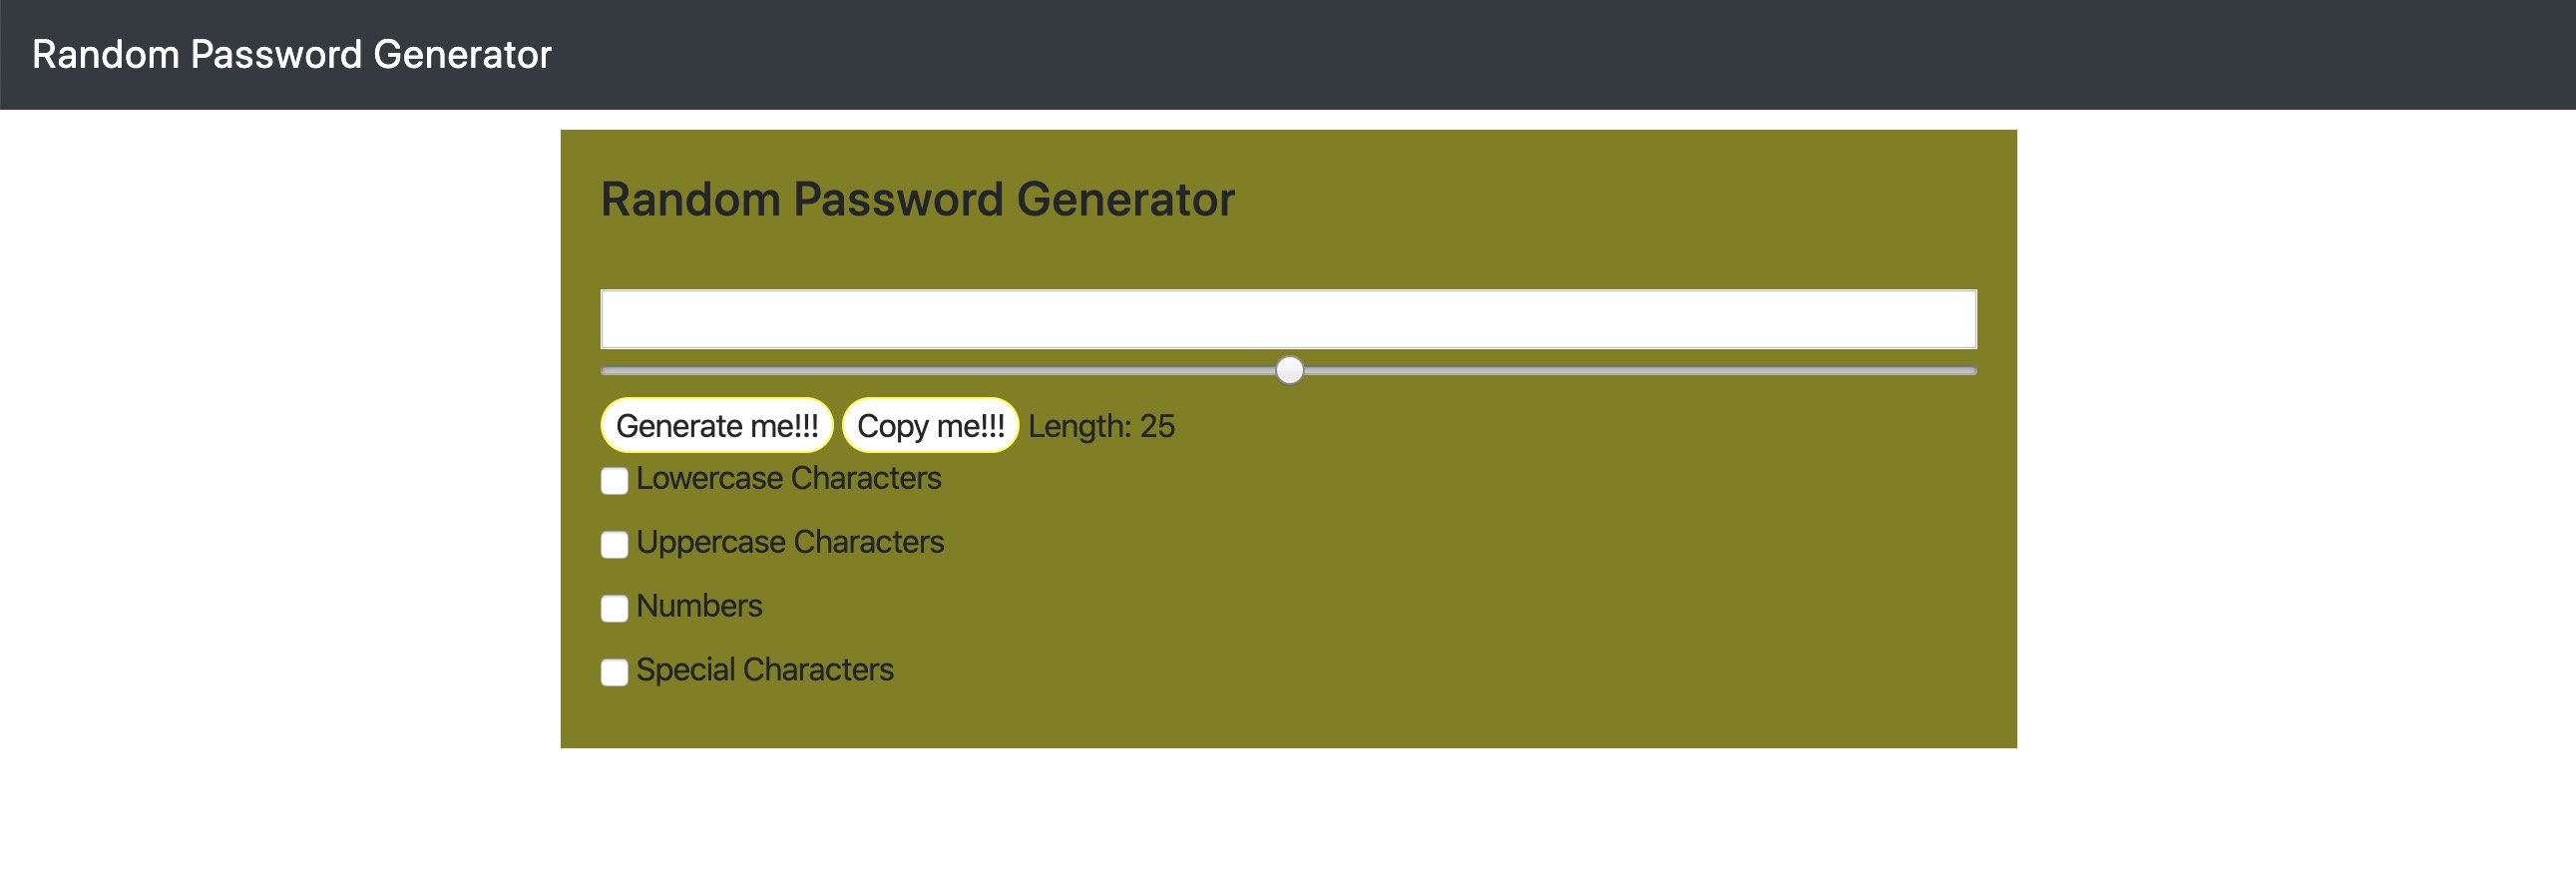 Random Password Generator
Random Password Generator
Generate me!!! Copy me!!! Length: 25
Lowercase Characters
Uppercase Characters
Numbers
Special Characters